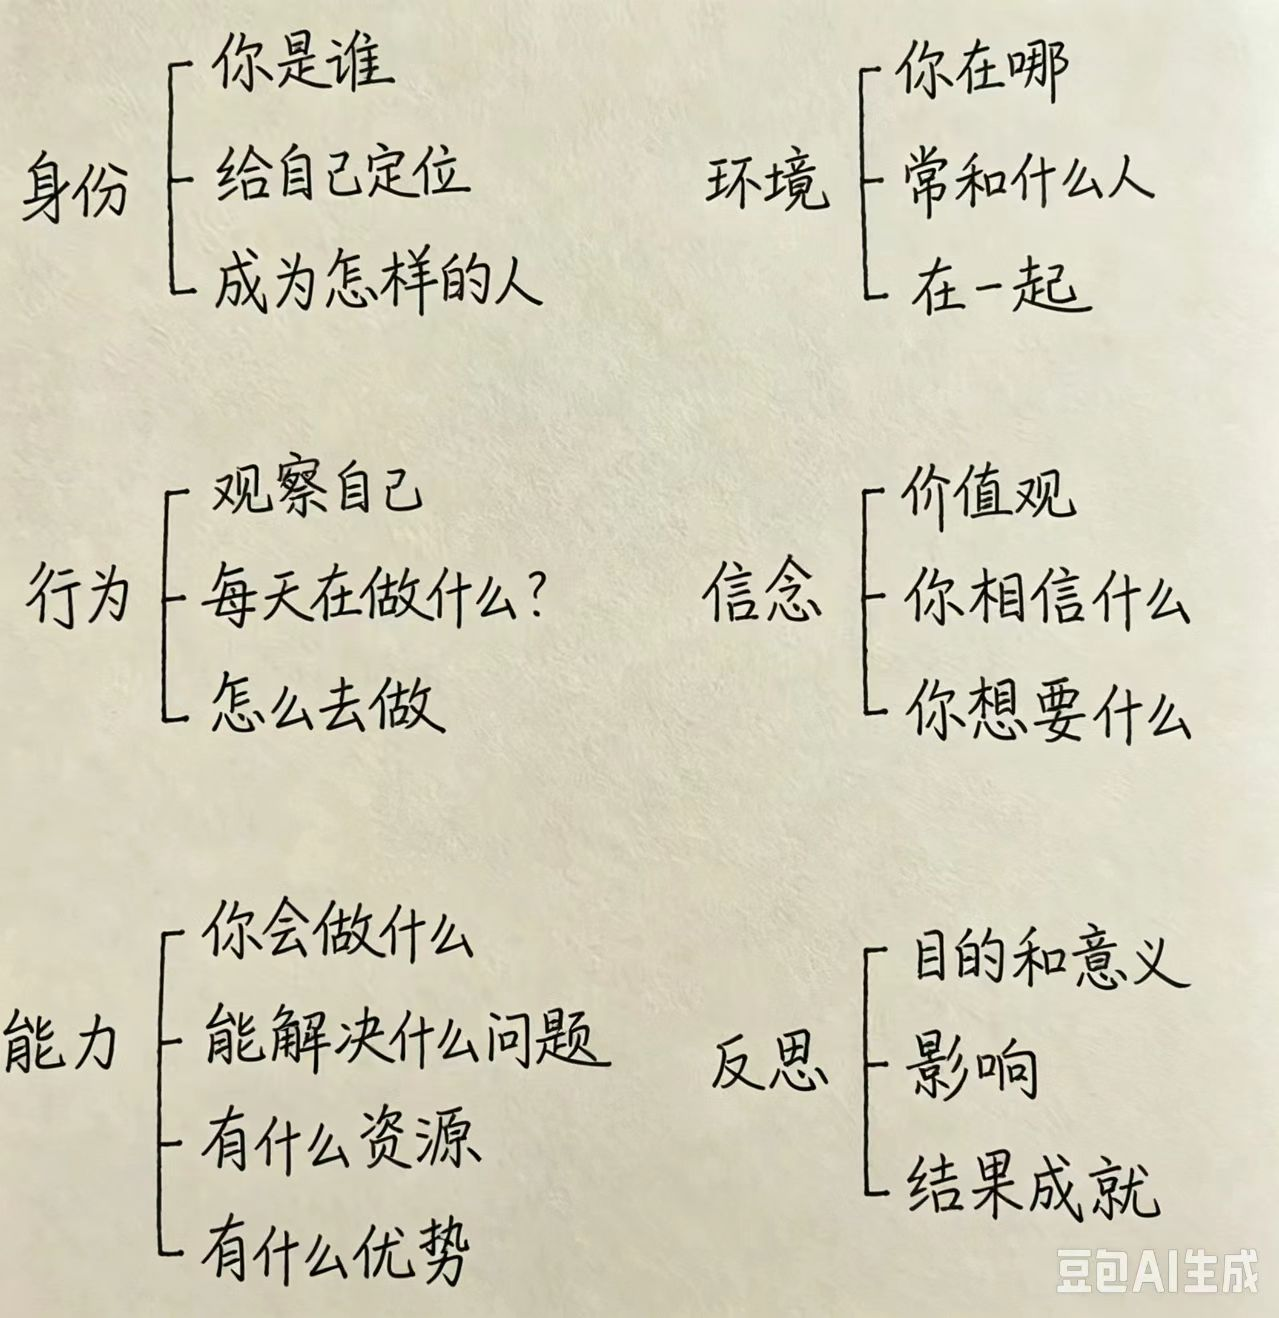 身份
你是谁
给自己定位
成为怎样的人
环境
你在哪
常和什么人
在一起
行为
观察自己
每天在做什么?
怎么去做
信念
价值观
你相信什么
你想要什么
能力
你会做什么
能解决什么问题
有什么资源
有什么优势
反思
目的和意义
影响
结果成就
豆包AI生成